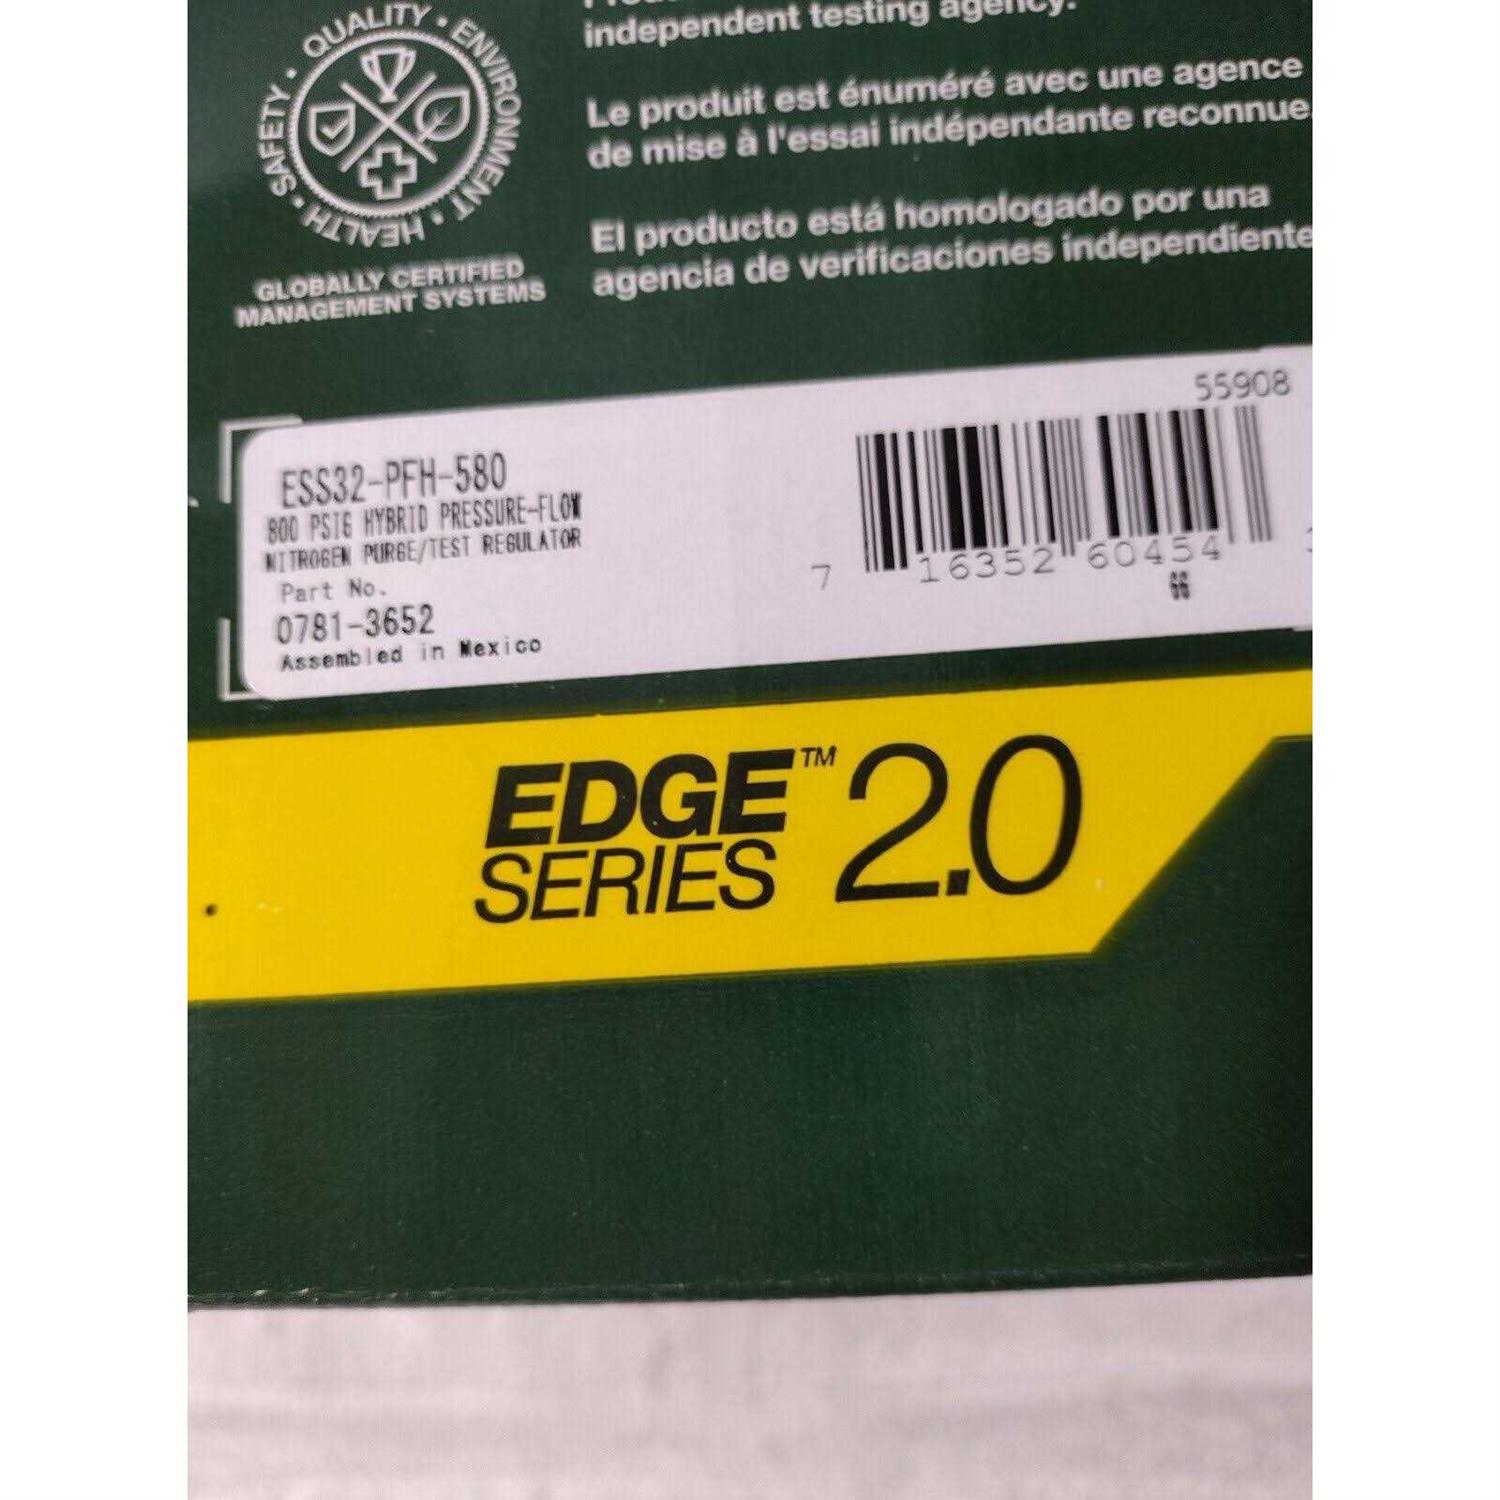 QUALITY • ENVIRONMENT • HEALTH • SAFETY •
GLOBALLY CERTIFIED
MANAGEMENT SYSTEMS
independent testing agency.
Le produit est énuméré avec une agence
de mise à l'essai indépendante reconnue.
El producto está homologado por una
agencia de verificaciones independiente
55908
ESS32-PFH-580
800 PSIG HYBRID PRESSURE-FLOW
NITROGEN PURGE/TEST REGULATOR
Part No.
0781-3652
Assembled in Mexico
7 16352 60454
GG
EDGE™ 2.0
SERIES